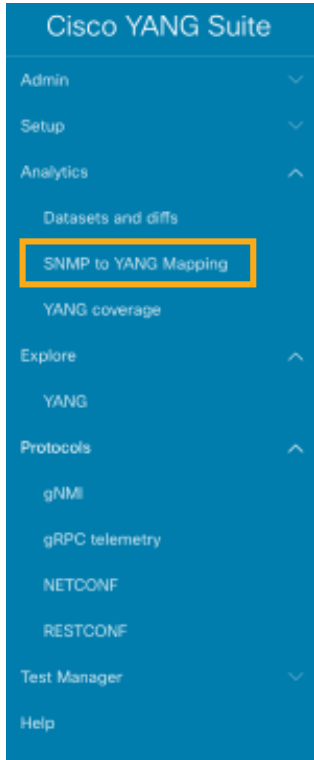 Cisco YANG Suite
Admin
Setup
Analytics
Datasets and diffs
SNMP to YANG Mapping
YANG coverage
Explore
YANG
Protocols
gNMI
gRPC telemetry
NETCONF
RESTCONF
Test Manager
Help